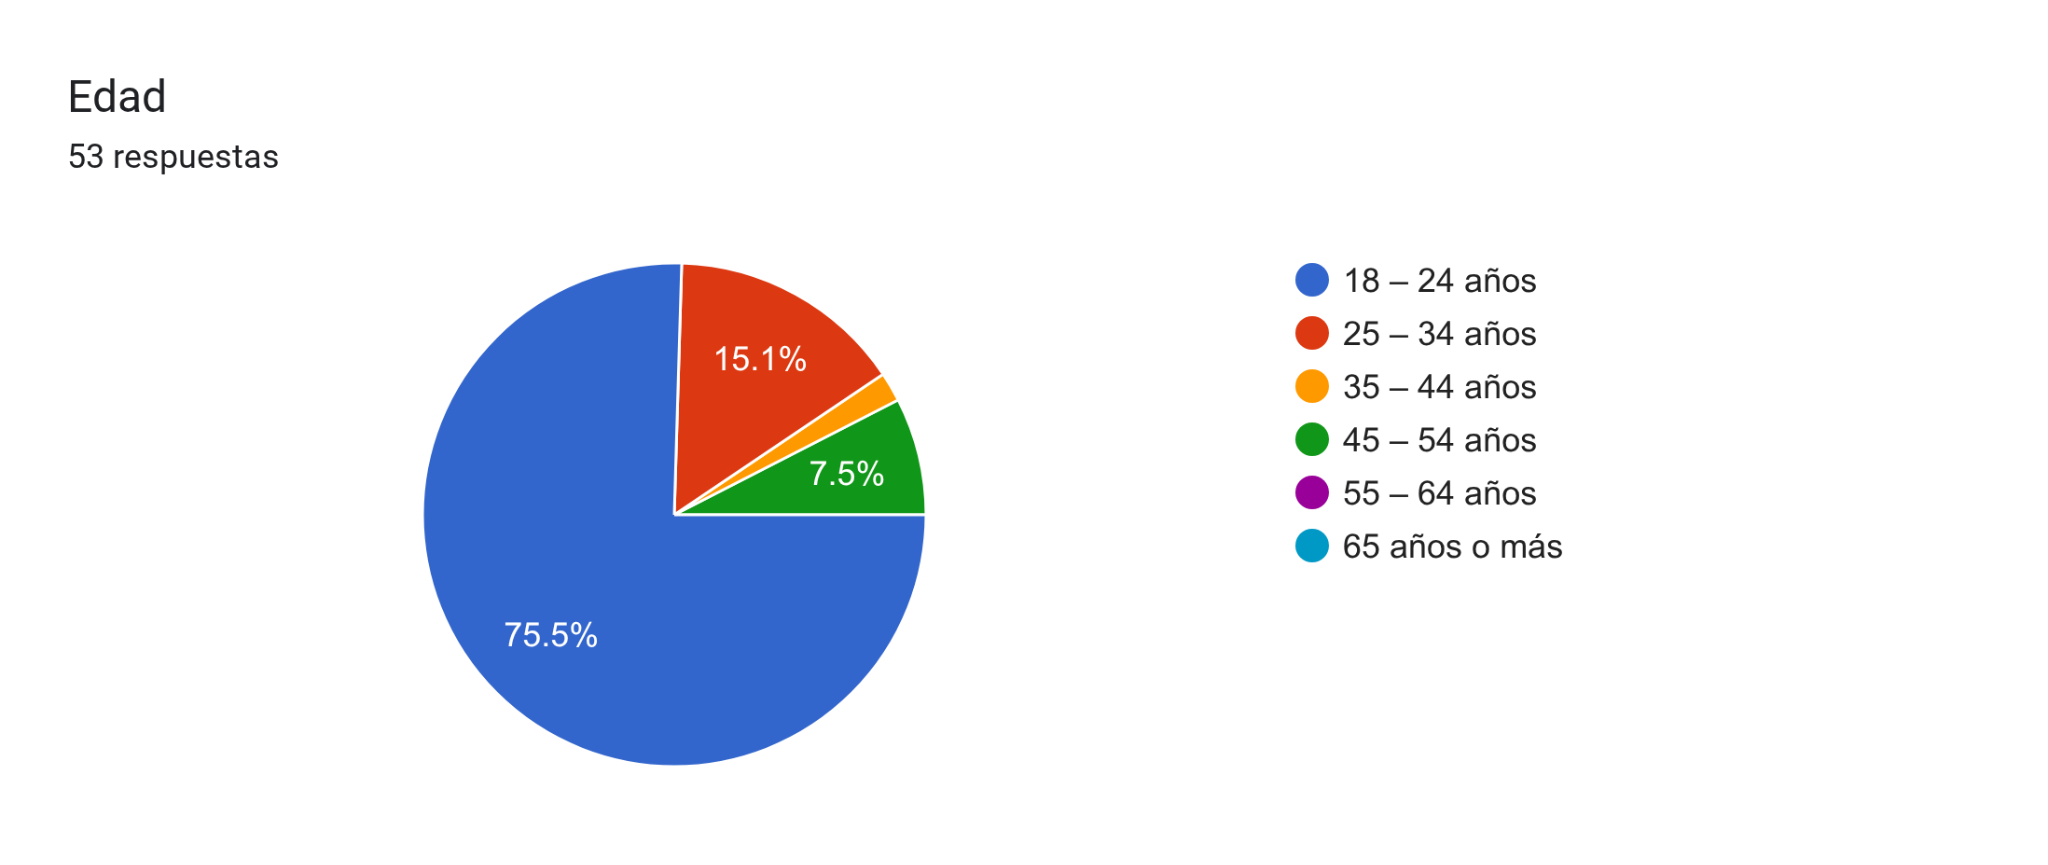 Edad
53 respuestas
15.1%
7.5%
75.5%
18 – 24 años
25 – 34 años
35 – 44 años
45 – 54 años
55 – 64 años
65 años o más